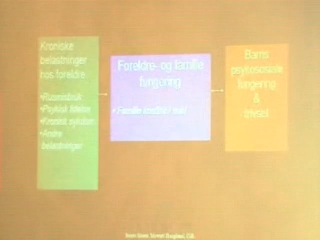 Kroniske
belastninger
hos foreldre
•Rusmisbruk
•Psykisk lidelse
•Kronisk sykdom
•Andre
belastninger
Foreldre- og familie
fungering
• Familie
Barns
psykososiale
fungering
&
trivsel